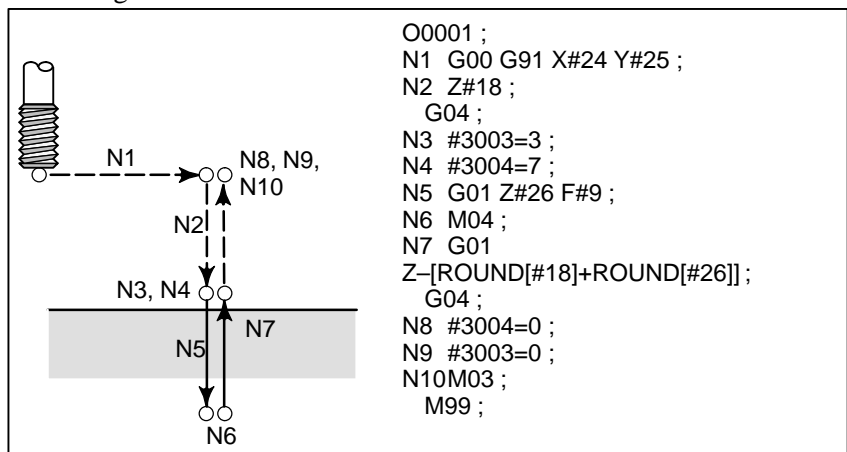 O0001 ;
N1 G00 G91 X#24 Y#25 ;
N2 Z#18 ;
G04 ;
N3 #3003=3 ;
N4 #3004=7 ;
N5 G01 Z#26 F#9 ;
N6 M04 ;
N7 G01
Z–[ROUND[#18]+ROUND[#26]] ;
G04 ;
N8 #3004=0 ;
N9 #3003=0 ;
N10M03 ;
M99 ;
N1
N8, N9,
N10
N2
N3, N4
N7
N5
N6